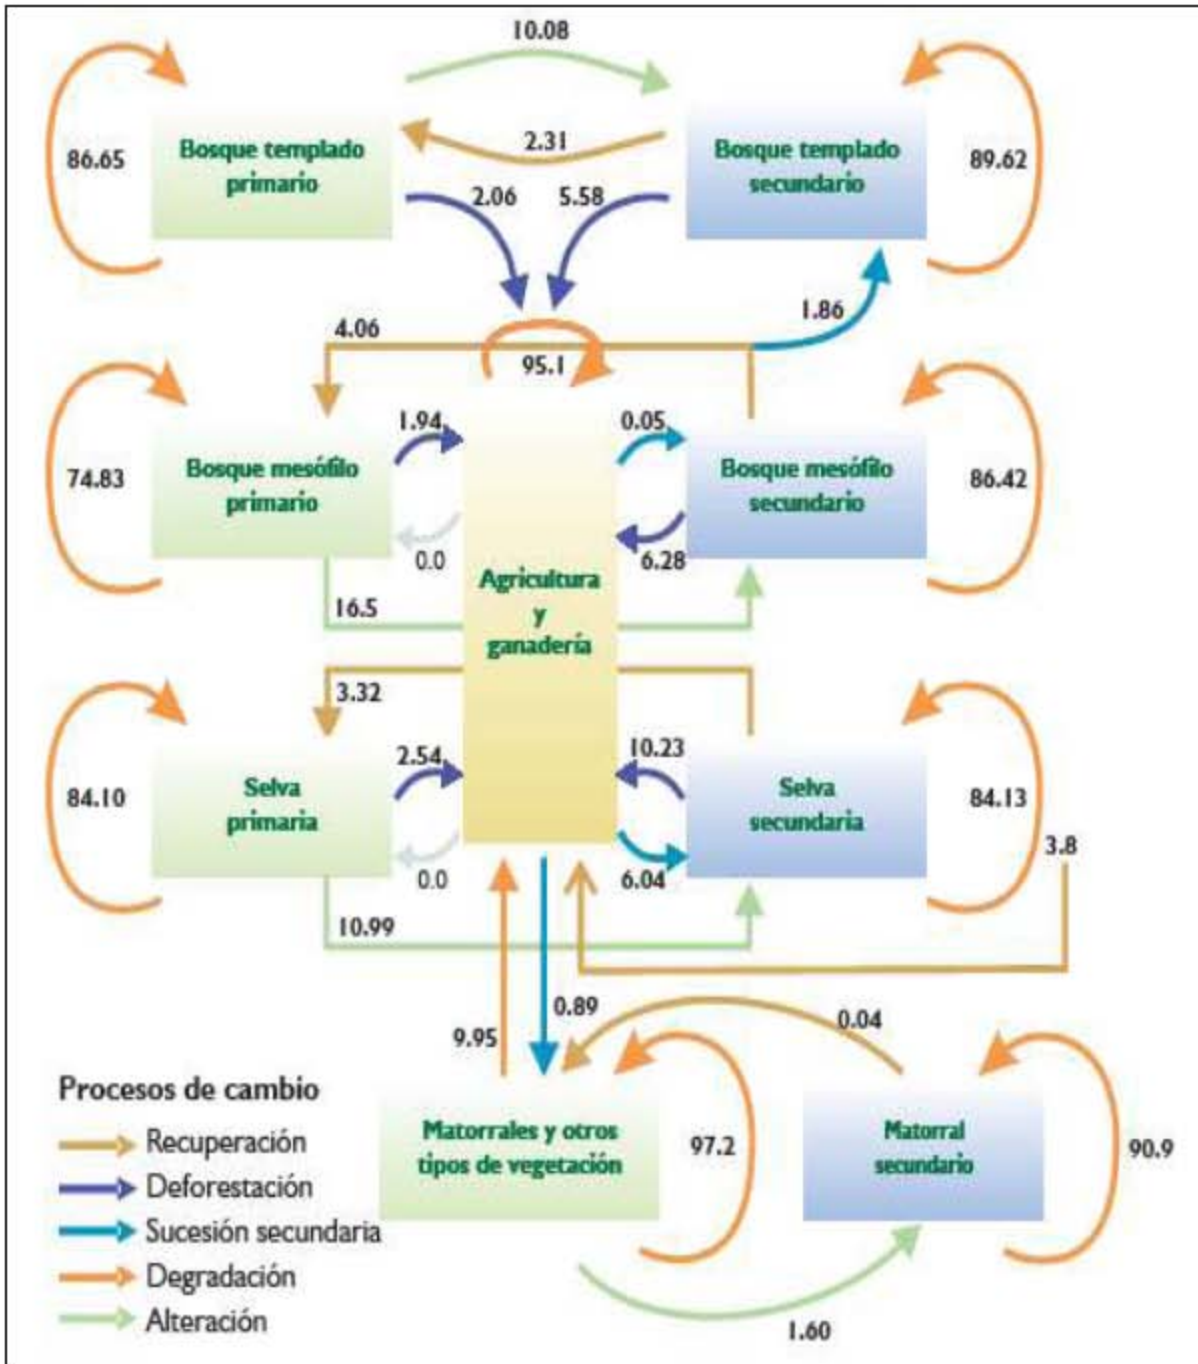 10.08
86.65
Bosque templado
primario
2.31
Bosque templado
secundario
89.62
2.06
5.58
1.86
4.06
95.1
74.83
Bosque mesófilo
primario
1.94
0.05
Bosque mesófilo
secundario
86.42
0.0
6.28
Agricultura
y
ganadería
16.5
3.32
84.10
Selva
primaria
2.54
10.23
Selva
secundaria
84.13
3.8
0.0
6.04
10.99
9.95
0.89
0.04
Procesos de cambio
Recuperación
Deforestación
Sucesión secundaria
Degradación
Alteración
Matorrales y otros
tipos de vegetación
97.2
Matorral
secundario
90.9
1.60